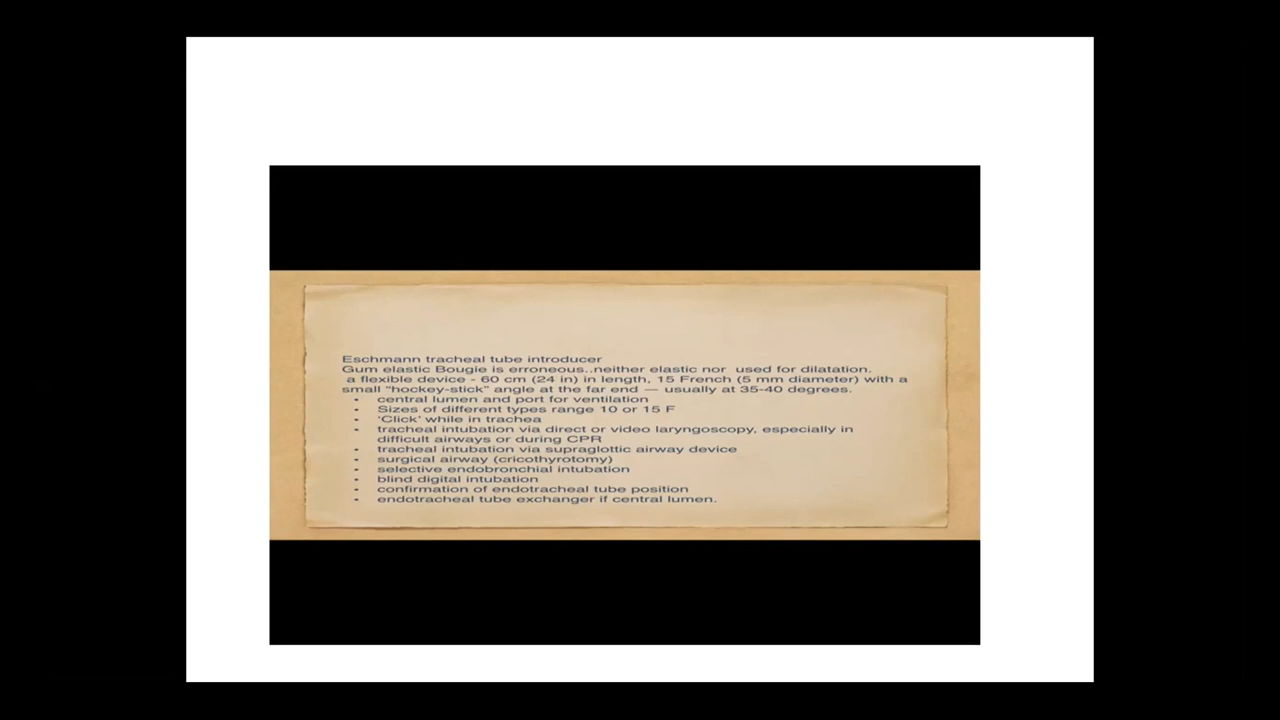 Eschmann tracheal tube introducer
Gum elastic Bougie is erroneous..neither elastic nor used for dilatation.
a flexible device - 60 cm (24 in) in length, 15 French (5 mm diameter) with a
small “hockey-stick” angle at the far end — usually at 35-40 degrees.
• central lumen and port for ventilation
• Sizes of different types range 10 or 15 F
• ‘Click’ while in trachea
• tracheal intubation via direct or video laryngoscopy, especially in
difficult airways or during CPR
• tracheal intubation via supraglottic airway device
• surgical airway (cricothyrotomy)
• selective endobronchial intubation
• blind digital intubation
• confirmation of endotracheal tube position
• endotracheal tube exchanger if central lumen.